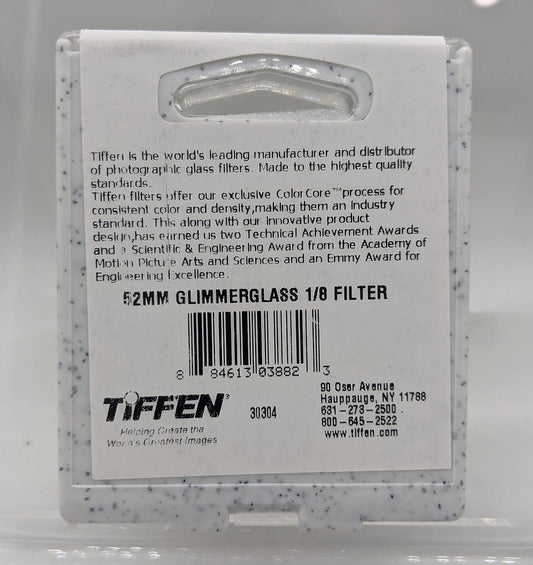 Tiffen is the world's leading manufacturer and distributor
of photographic glass filters. Made to the highest quality
standards.
Tiffen filters offer our exclusive ColorCore™process for
consistent color and density,making them an Industry
standard. This along with our Innovative product
design,has earned us two Technical Achievement Awards
and a Scientific & Engineering Award from the Academy of
Motion Picture Arts and Sciences and an Emmy Award for
Engineering Excellence.
52MM GLIMMERGLASS 1/8 FILTER
8 84613 03882 3
TIFFEN®
Helping Create the
World's Greatest Images
30304
90 Oser Avenue
Hauppauge, NY 11788
631-273-2500 .
800-645-2522
www.tiffen.com